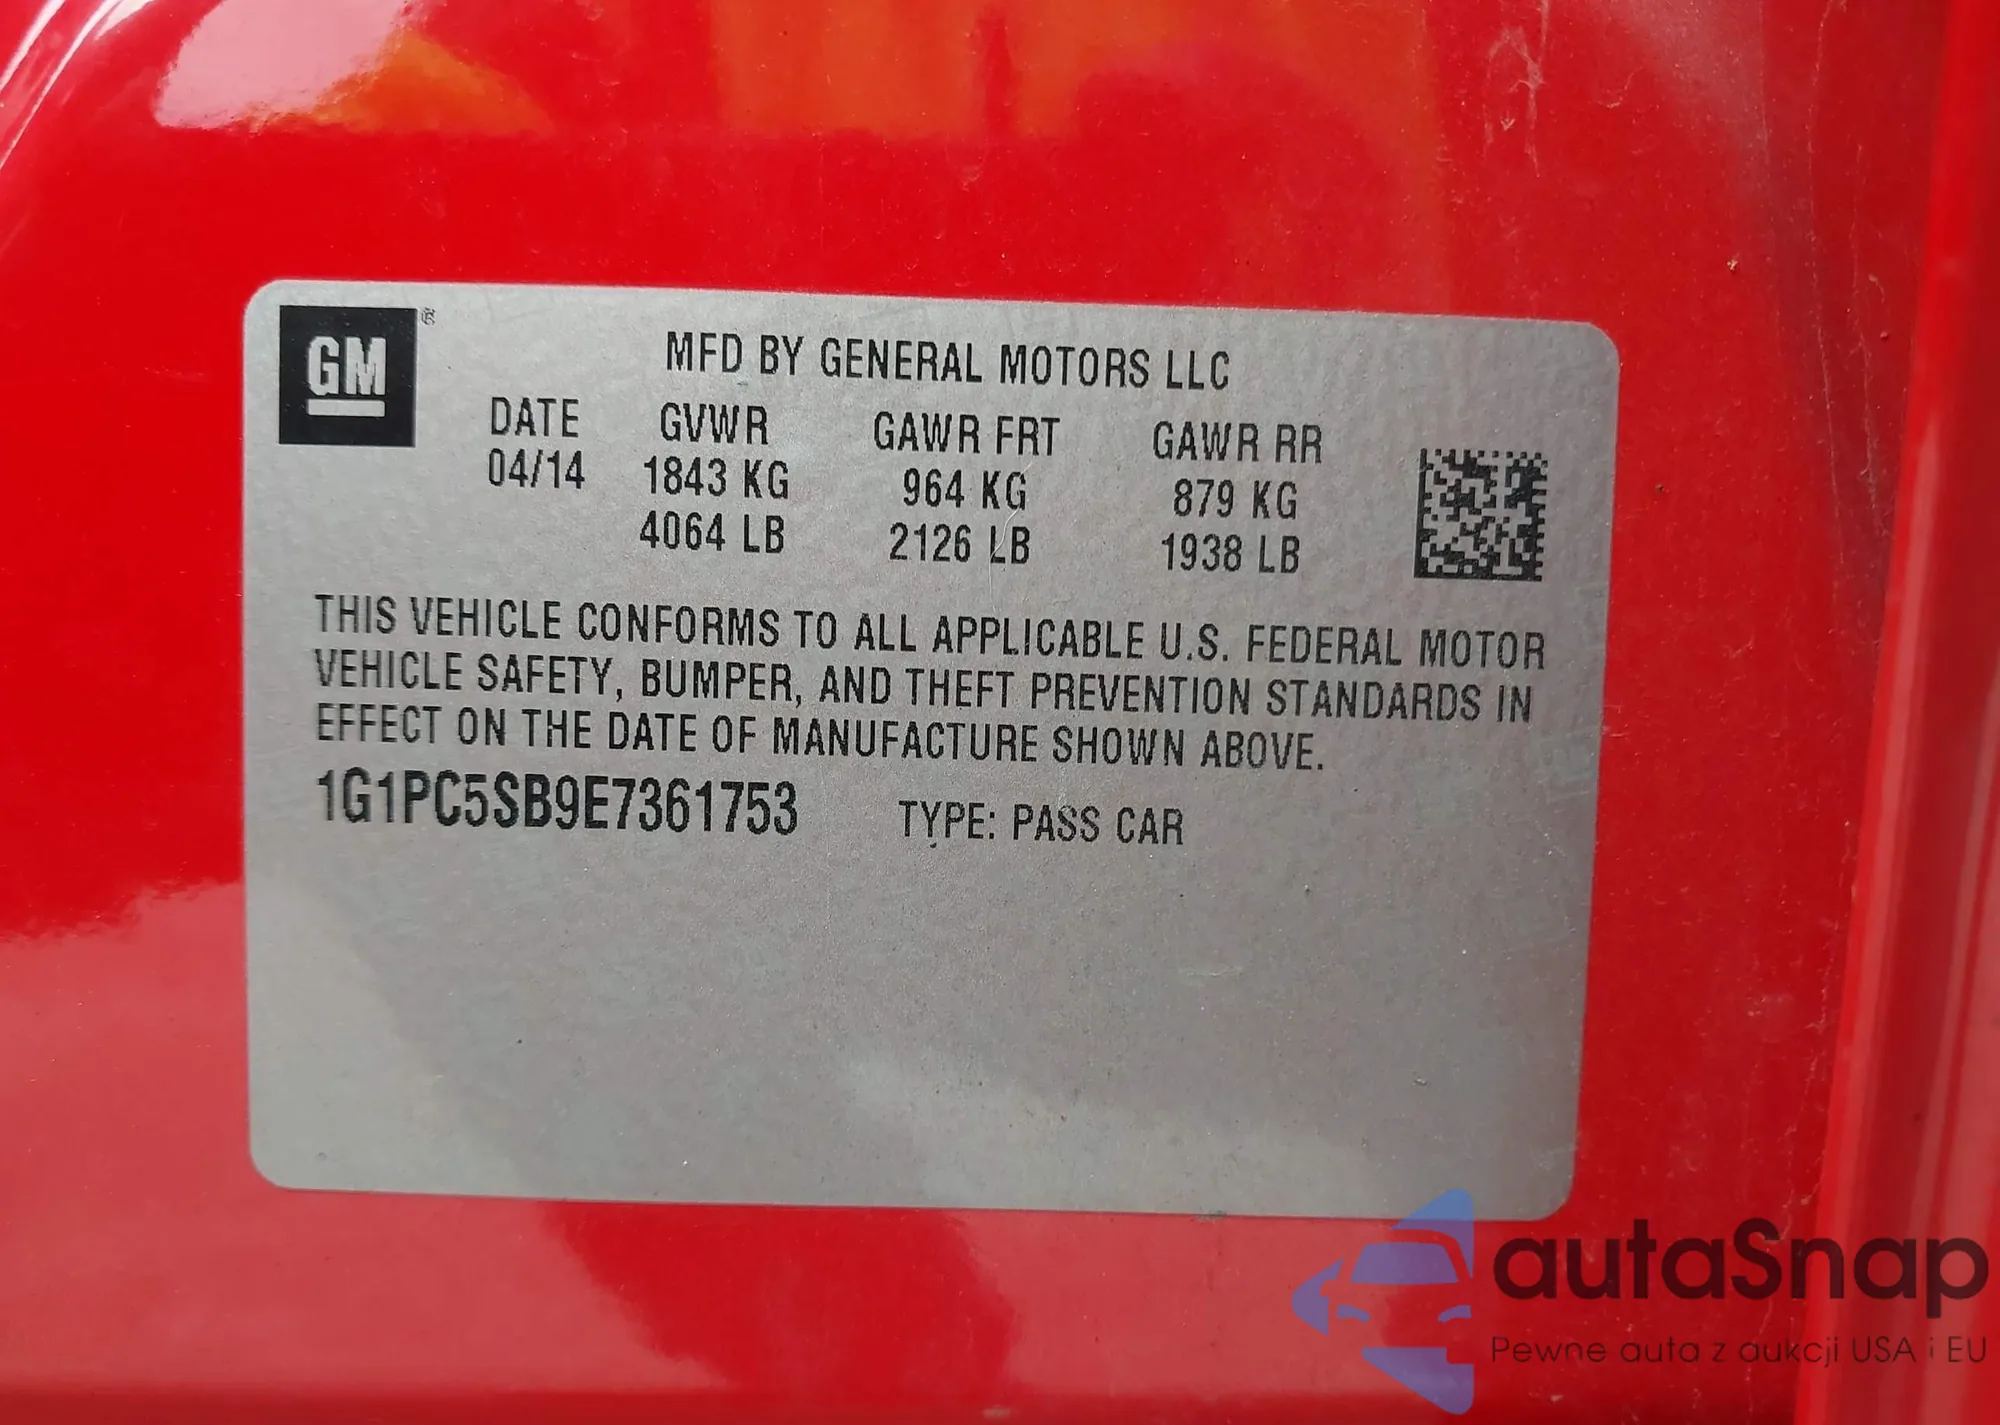 GM ®
MFD BY GENERAL MOTORS LLC
DATE GVWR GAWR FRT GAWR RR
04/14 1843 KG 964 KG 879 KG
4064 LB 2126 LB 1938 LB
THIS VEHICLE CONFORMS TO ALL APPLICABLE U.S. FEDERAL MOTOR
VEHICLE SAFETY, BUMPER, AND THEFT PREVENTION STANDARDS IN
EFFECT ON THE DATE OF MANUFACTURE SHOWN ABOVE.
1G1PC5SB9E7361753 TYPE: PASS CAR
autaSnap
Pewne auta z aukcji USA i EU